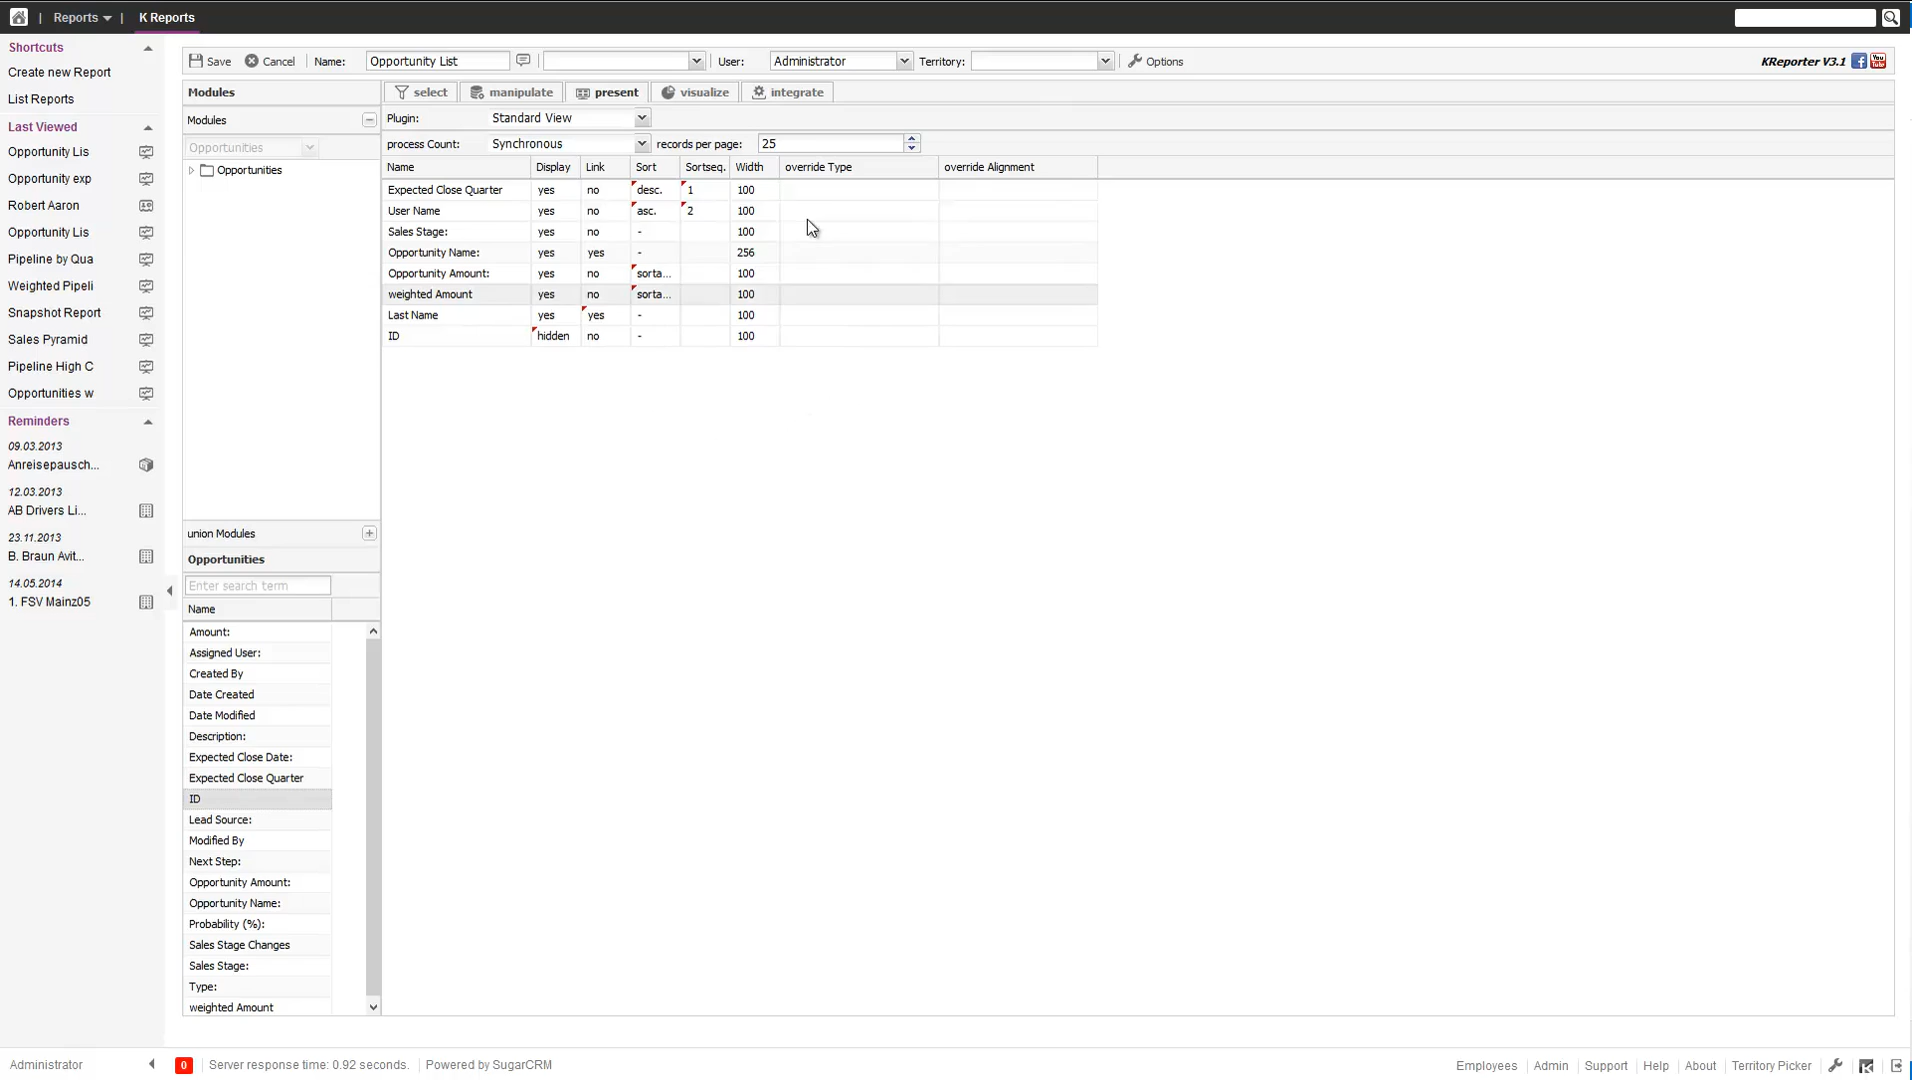 | Reports | K Reports
Shortcuts
Create new Report
List Reports
Last Viewed
Opportunity Lis
Opportunity exp
Robert Aaron
Opportunity Lis
Pipeline by Qua
Weighted Pipeli
Snapshot Report
Sales Pyramid
Pipeline High C
Opportunities w
Reminders
09.03.2013
Anreisepausch...
12.03.2013
AB Drivers Li...
23.11.2013
B. Braun Avit...
14.05.2014
1. FSV Mainz05
Save Cancel Name: Opportunity List User: Administrator Territory: Options KReporter V3.1 f You Tube
Modules
Modules
Opportunities
Opportunities
union Modules
Opportunities
Enter search term
Name
Amount:
Assigned User:
Created By
Date Created
Date Modified
Description:
Expected Close Date:
Expected Close Quarter
ID
Lead Source:
Modified By
Next Step:
Opportunity Amount:
Opportunity Name:
Probability (%):
Sales Stage Changes
Sales Stage:
Type:
weighted Amount
select manipulate present visualize integrate
Plugin: Standard View
process Count: Synchronous records per page: 25
Name Display Link Sort Sortseq. Width override Type override Alignment
Expected Close Quarter yes no desc. 1 100
User Name yes no asc. 2 100
Sales Stage: yes no - 100
Opportunity Name: yes yes - 256
Opportunity Amount: yes no sorta... 100
weighted Amount yes no sorta... 100
Last Name yes yes - 100
ID hidden no - 100
Administrator 0 Server response time: 0.92 seconds. Powered by SugarCRM Employees Admin Support Help About Territory Picker